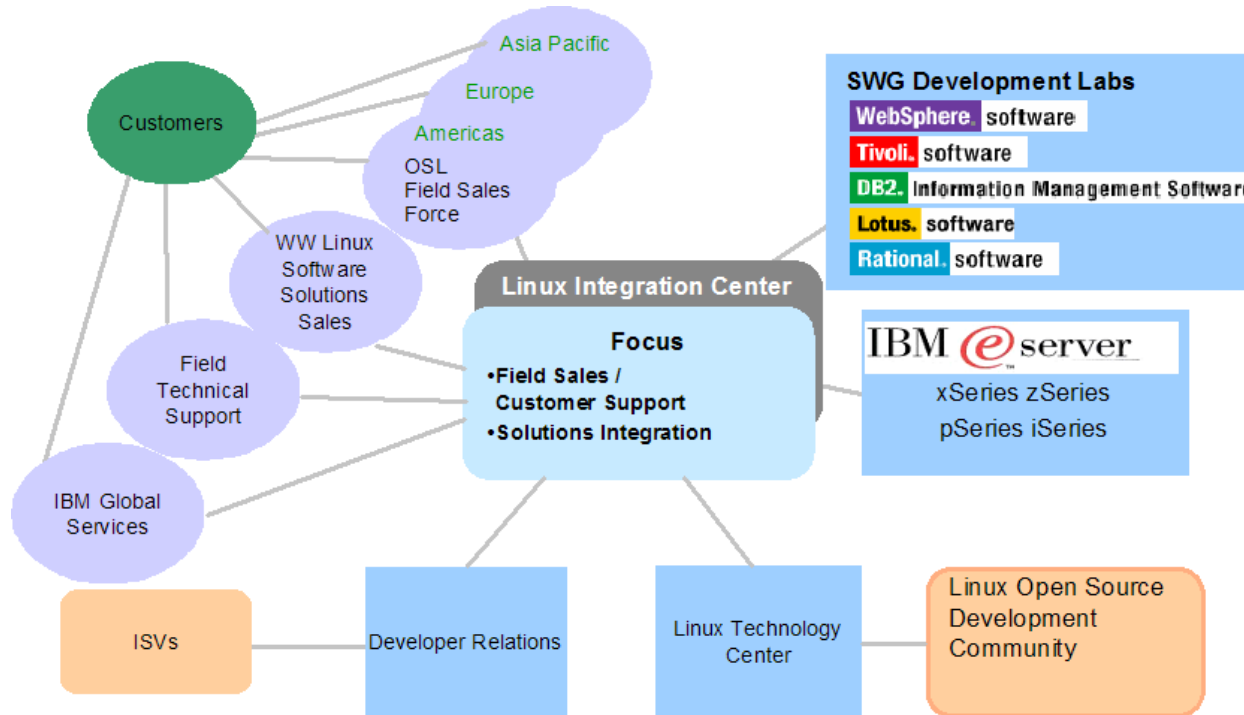 Asia Pacific
Europe
Americas
OSL
Field Sales
Force
Customers
WW Linux
Software
Solutions
Sales
Field
Technical
Support
IBM Global
Services
SWG Development Labs
WebSphere. software
Tivoli. software
DB2. Information Management Software
Lotus. software
Rational. software
Linux Integration Center
Focus
•Field Sales /
Customer Support
•Solutions Integration
IBM e server
™
xSeries zSeries
pSeries iSeries
ISVs
Developer Relations
Linux Technology
Center
Linux Open Source
Development
Community